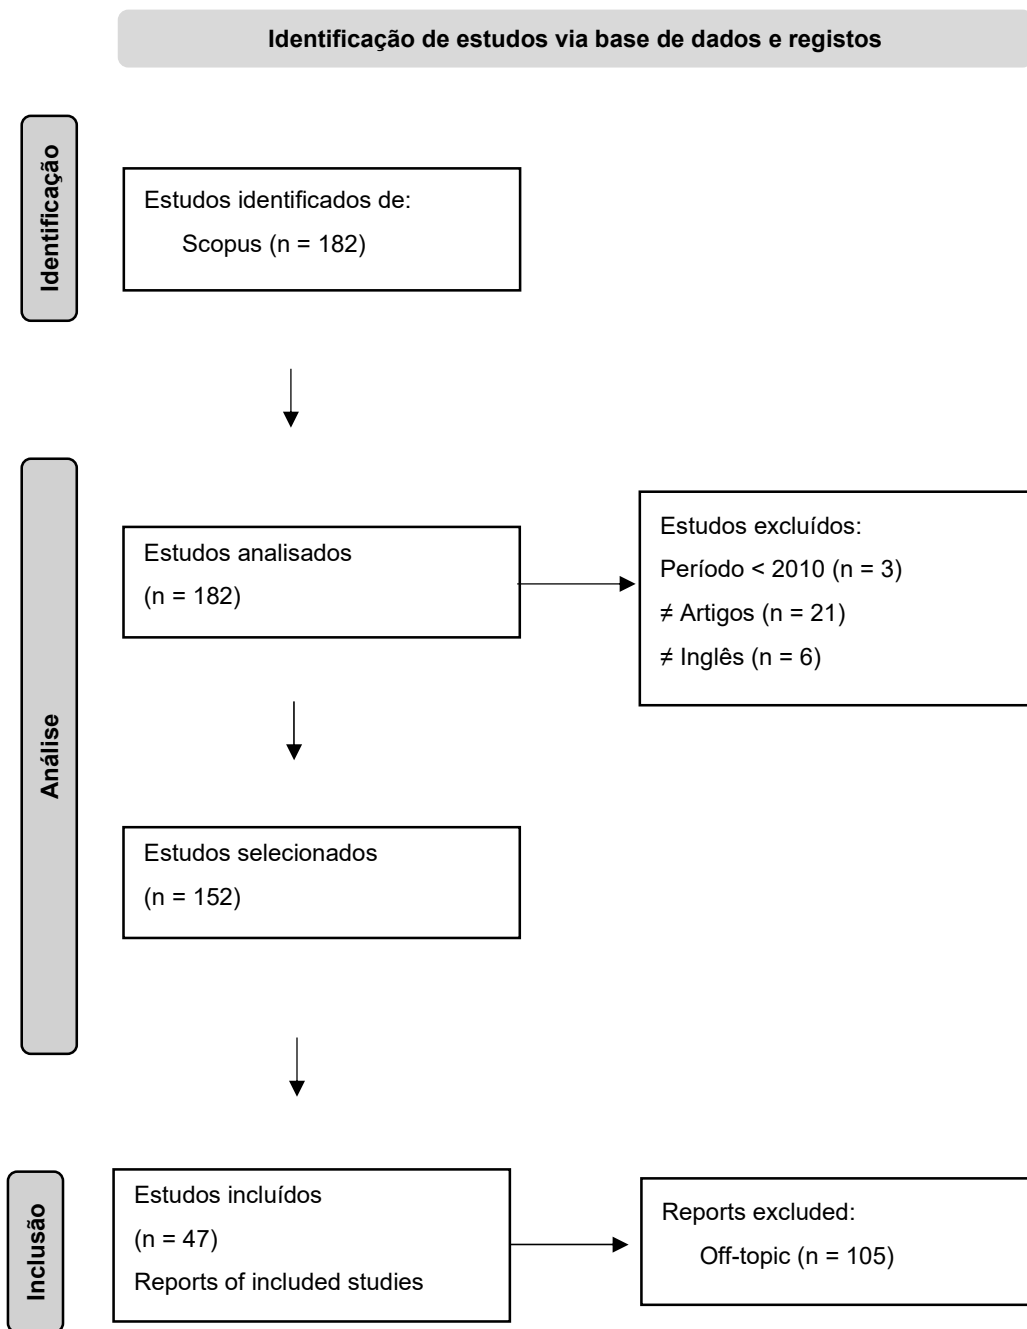 Identificação de estudos via base de dados e registos
Identificação
Estudos identificados de:
Scopus (n = 182)
Análise
Estudos analisados
(n = 182)
Estudos excluídos:
Período < 2010 (n = 3)
≠ Artigos (n = 21)
≠ Inglês (n = 6)
Estudos selecionados
(n = 152)
Inclusão
Estudos incluídos
(n = 47)
Reports of included studies
Reports excluded:
Off-topic (n = 105)